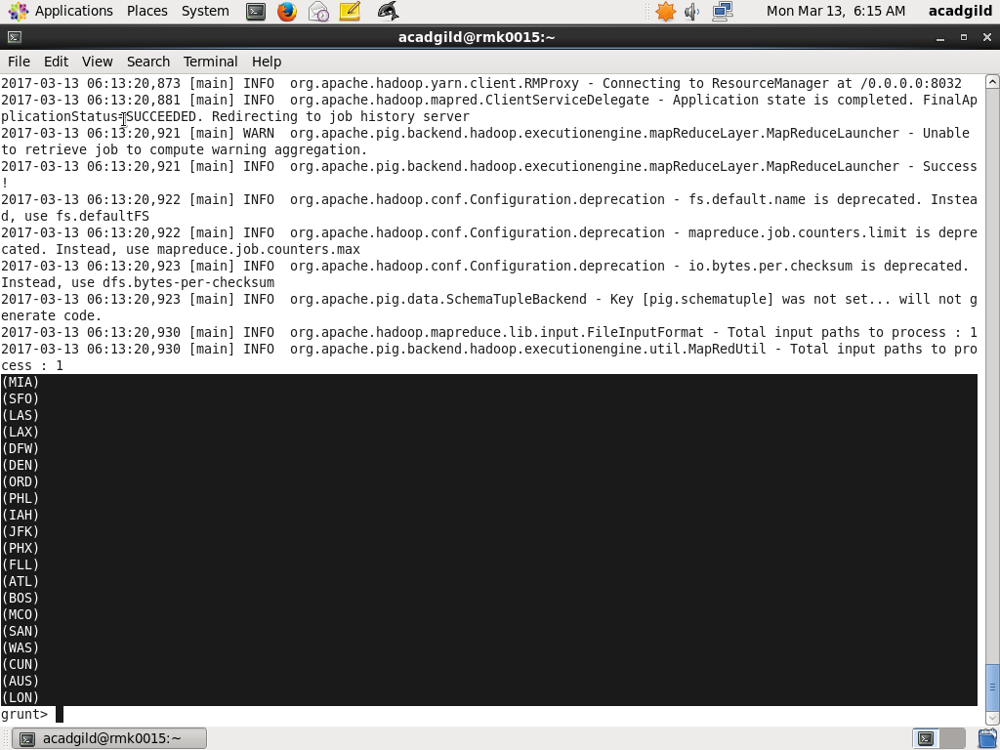 Applications Places System Mon Mar 13, 6:15 AM acadgild
acadgild@rmk0015:~
File Edit View Search Terminal Help
2017-03-13 06:13:20,873 [main] INFO  org.apache.hadoop.yarn.client.RMProxy - Connecting to ResourceManager at /0.0.0.0:8032
2017-03-13 06:13:20,881 [main] INFO  org.apache.hadoop.mapred.ClientServiceDelegate - Application state is completed. FinalAp
plicationStatus=SUCCEEDED. Redirecting to job history server
2017-03-13 06:13:20,921 [main] WARN  org.apache.pig.backend.hadoop.executionengine.mapReduceLayer.MapReduceLauncher - Unable
to retrieve job to compute warning aggregation.
2017-03-13 06:13:20,921 [main] INFO  org.apache.pig.backend.hadoop.executionengine.mapReduceLayer.MapReduceLauncher - Success
!
2017-03-13 06:13:20,922 [main] INFO  org.apache.hadoop.conf.Configuration.deprecation - fs.default.name is deprecated. Instea
d, use fs.defaultFS
2017-03-13 06:13:20,922 [main] INFO  org.apache.hadoop.conf.Configuration.deprecation - mapreduce.job.counters.limit is depre
cated. Instead, use mapreduce.job.counters.max
2017-03-13 06:13:20,923 [main] INFO  org.apache.hadoop.conf.Configuration.deprecation - io.bytes.per.checksum is deprecated.
Instead, use dfs.bytes-per-checksum
2017-03-13 06:13:20,923 [main] INFO  org.apache.pig.data.SchemaTupleBackend - Key [pig.schematuple] was not set... will not g
enerate code.
2017-03-13 06:13:20,930 [main] INFO  org.apache.hadoop.mapreduce.lib.input.FileInputFormat - Total input paths to process : 1
2017-03-13 06:13:20,930 [main] INFO  org.apache.pig.backend.hadoop.executionengine.util.MapRedUtil - Total input paths to pro
cess : 1
(MIA)
(SFO)
(LAS)
(LAX)
(DFW)
(DEN)
(ORD)
(PHL)
(IAH)
(JFK)
(PHX)
(FLL)
(ATL)
(BOS)
(MCO)
(SAN)
(WAS)
(CUN)
(AUS)
(LON)
grunt>
acadgild@rmk0015:~